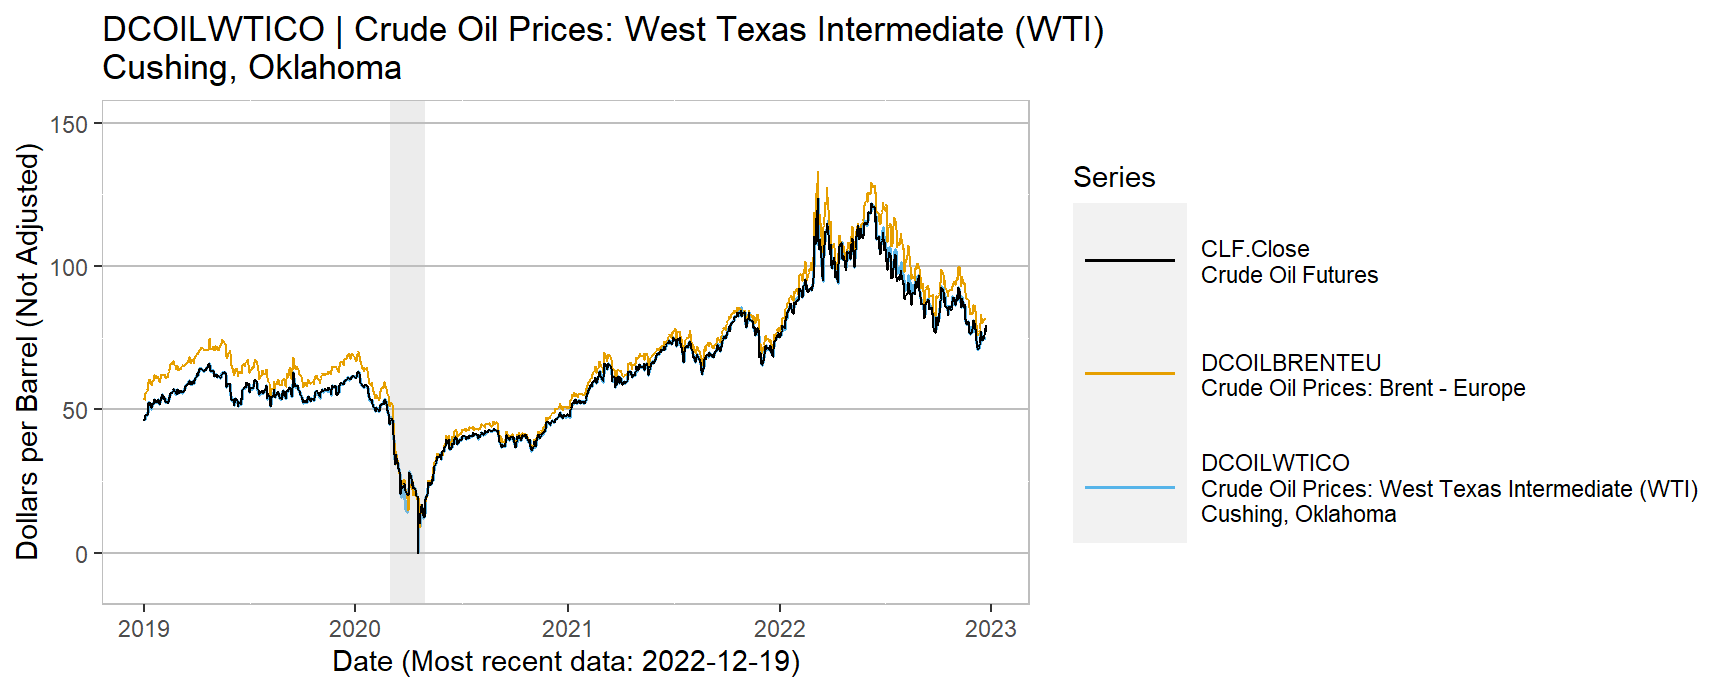 DCOILWTICO | Crude Oil Prices: West Texas Intermediate (WTI)
Cushing, Oklahoma
Dollars per Barrel (Not Adjusted)
150
100
50
0
2019
2020
2021
2022
2023
Date (Most recent data: 2022-12-19)
Series
CLF.Close
Crude Oil Futures
DCOILBRENTEU
Crude Oil Prices: Brent - Europe
DCOILWTICO
Crude Oil Prices: West Texas Intermediate (WTI)
Cushing, Oklahoma